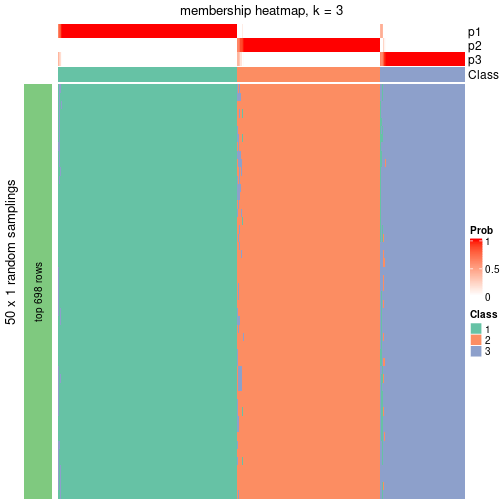 membership heatmap, k = 3
p1
p2
p3
Class
50 x 1 random samplings
top 698 rows
Prob
1
0.5
0
Class
1
2
3